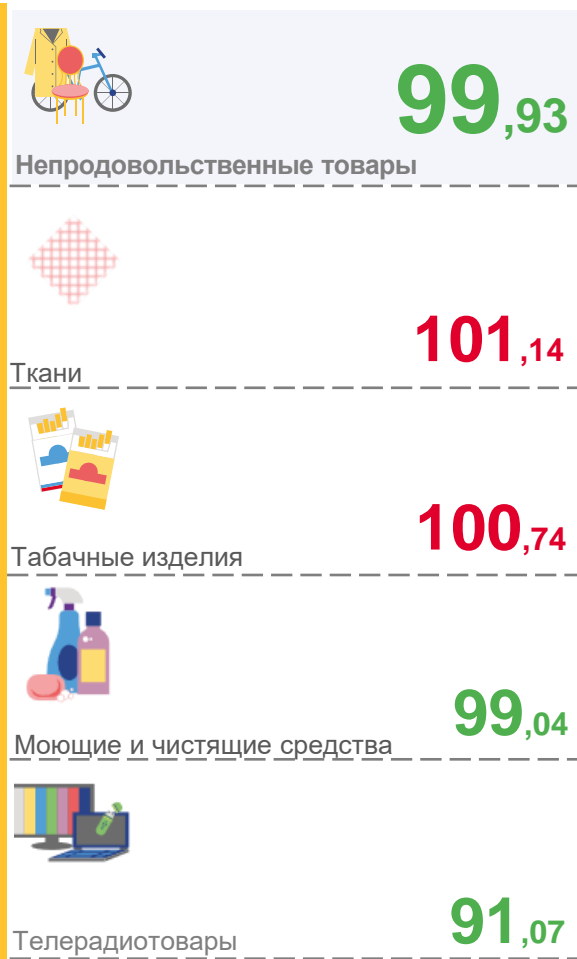 99,93
Непродовольственные товары
101,14
Ткани
100,74
Табачные изделия
99,04
Моющие и чистящие средства
91,07
Телерадиотовары